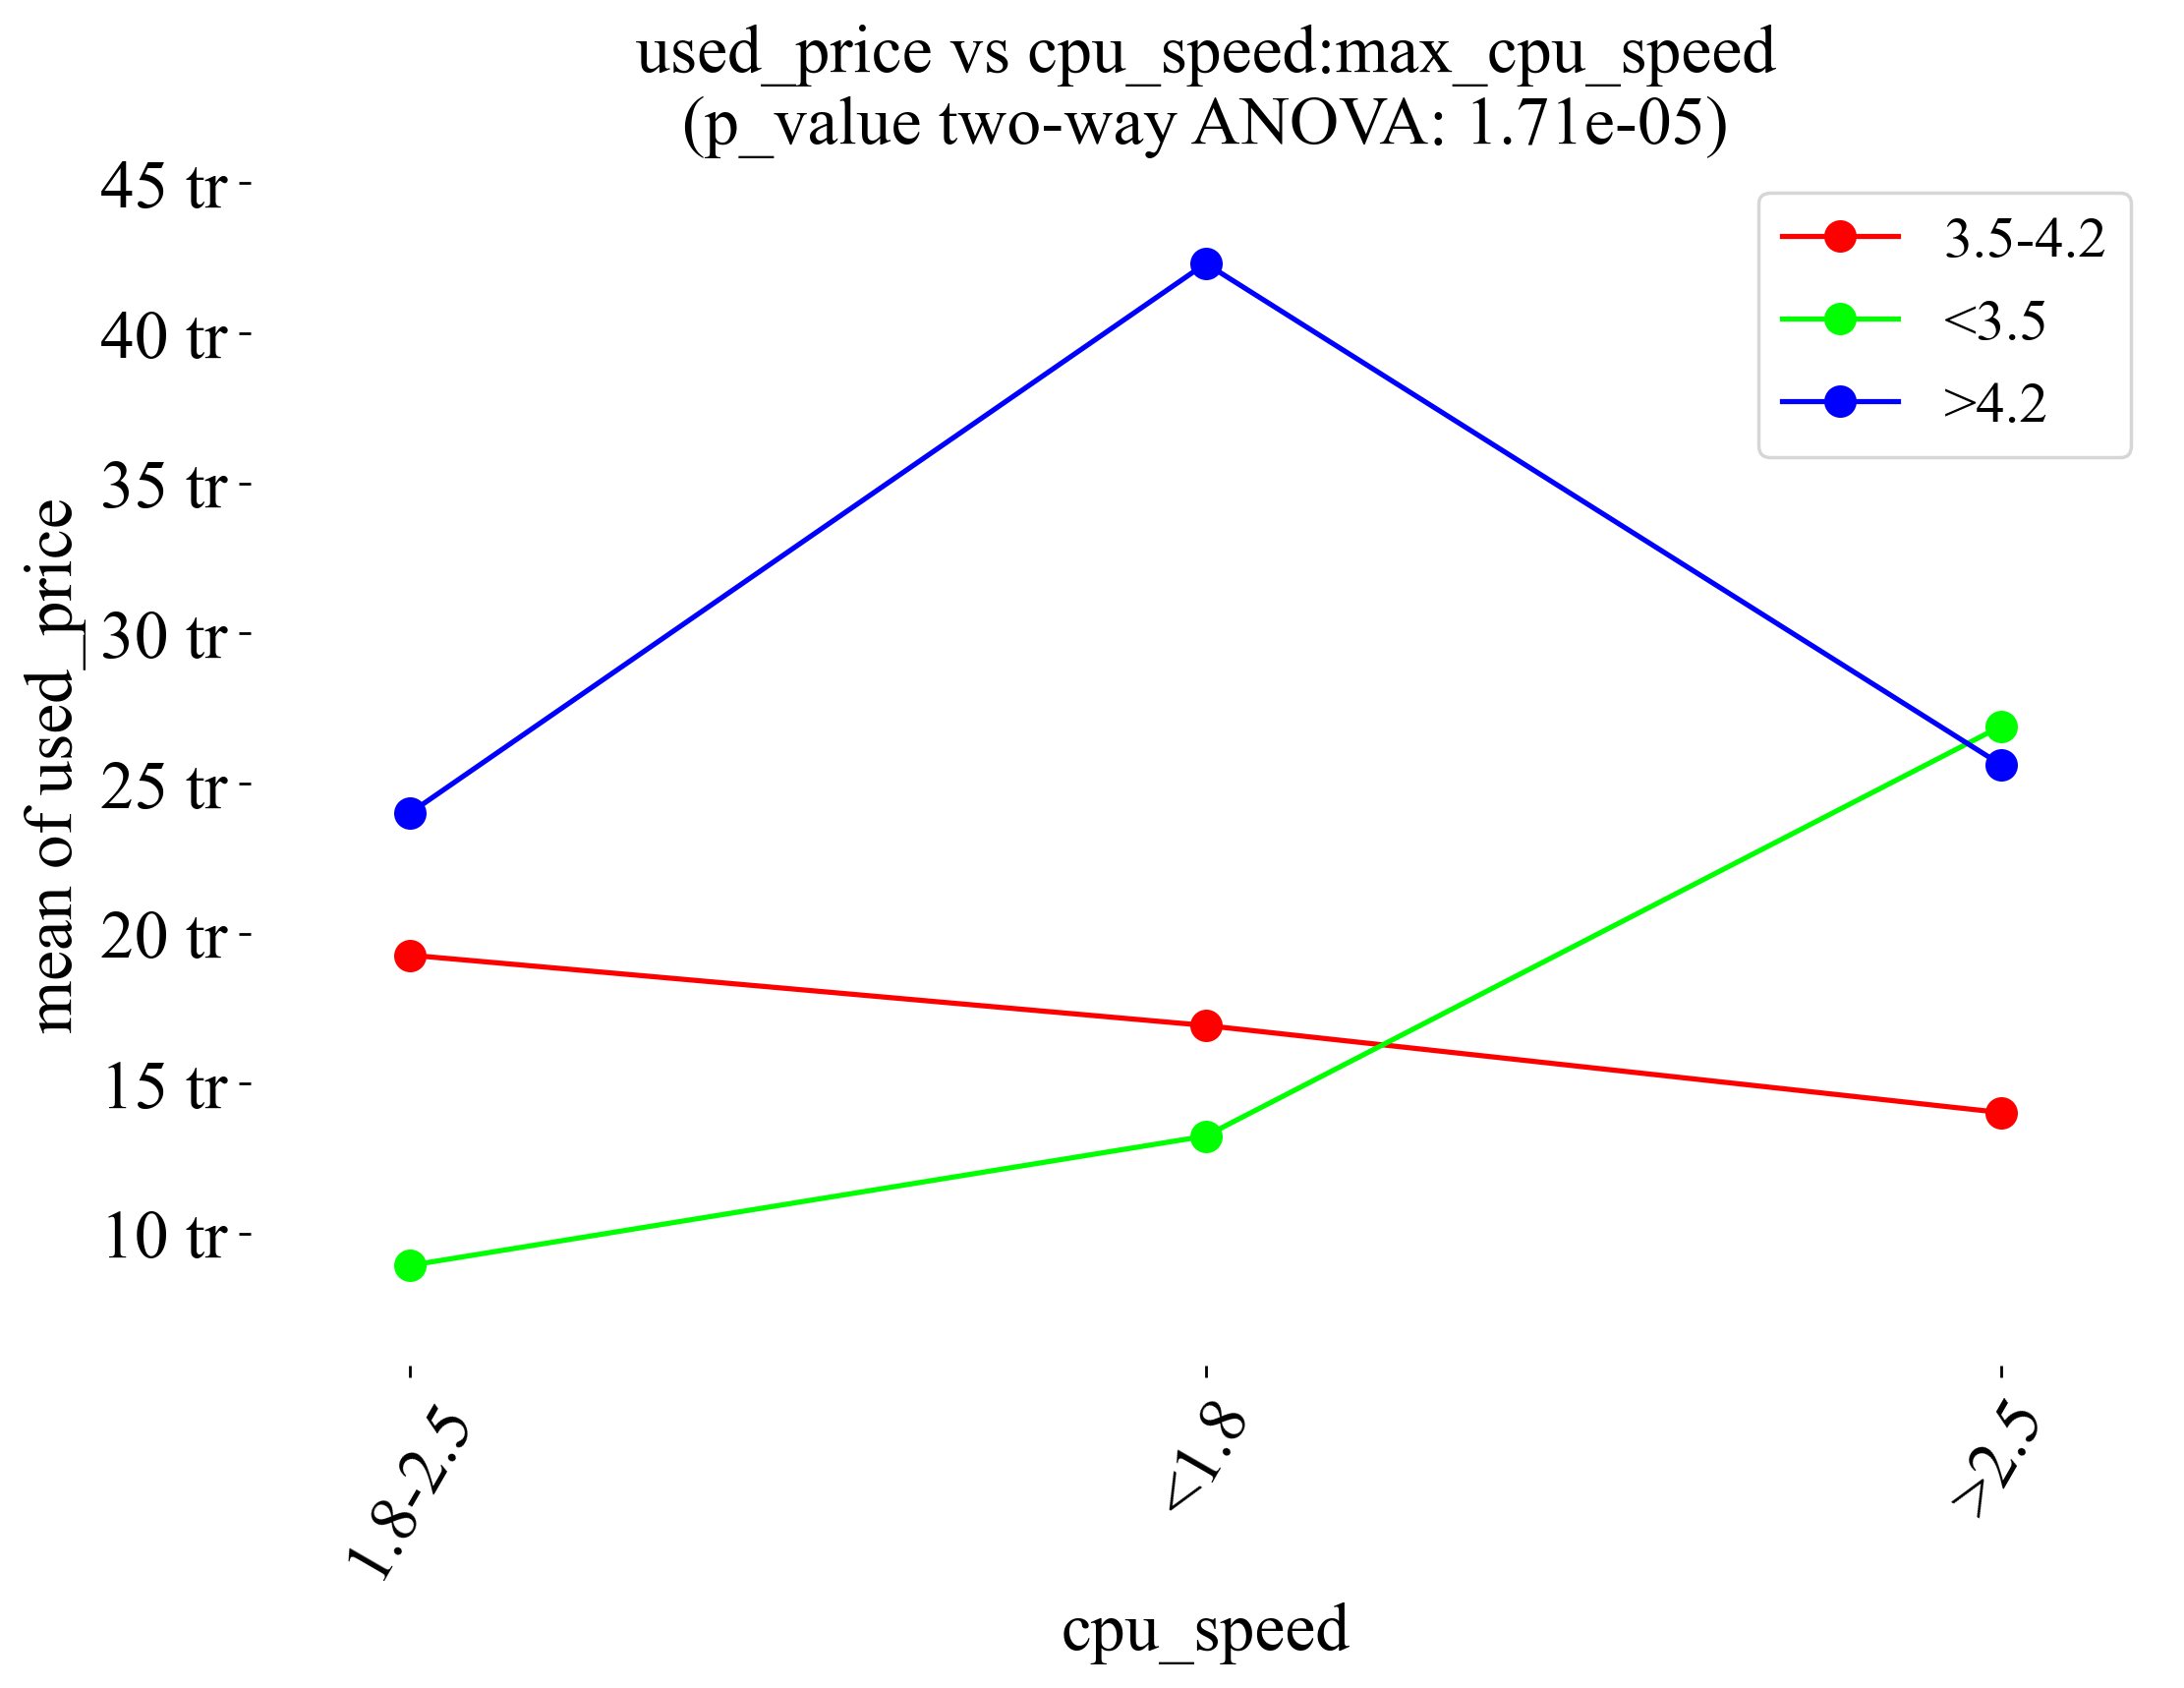 used_price vs cpu_speed:max_cpu_speed
(p_value two-way ANOVA: 1.71e-05)
45 tr
40 tr
35 tr
30 tr
25 tr
20 tr
15 tr
10 tr
mean of used_price
3.5-4.2
<3.5
>4.2
1.8-2.5
<1.8
>2.5
cpu_speed